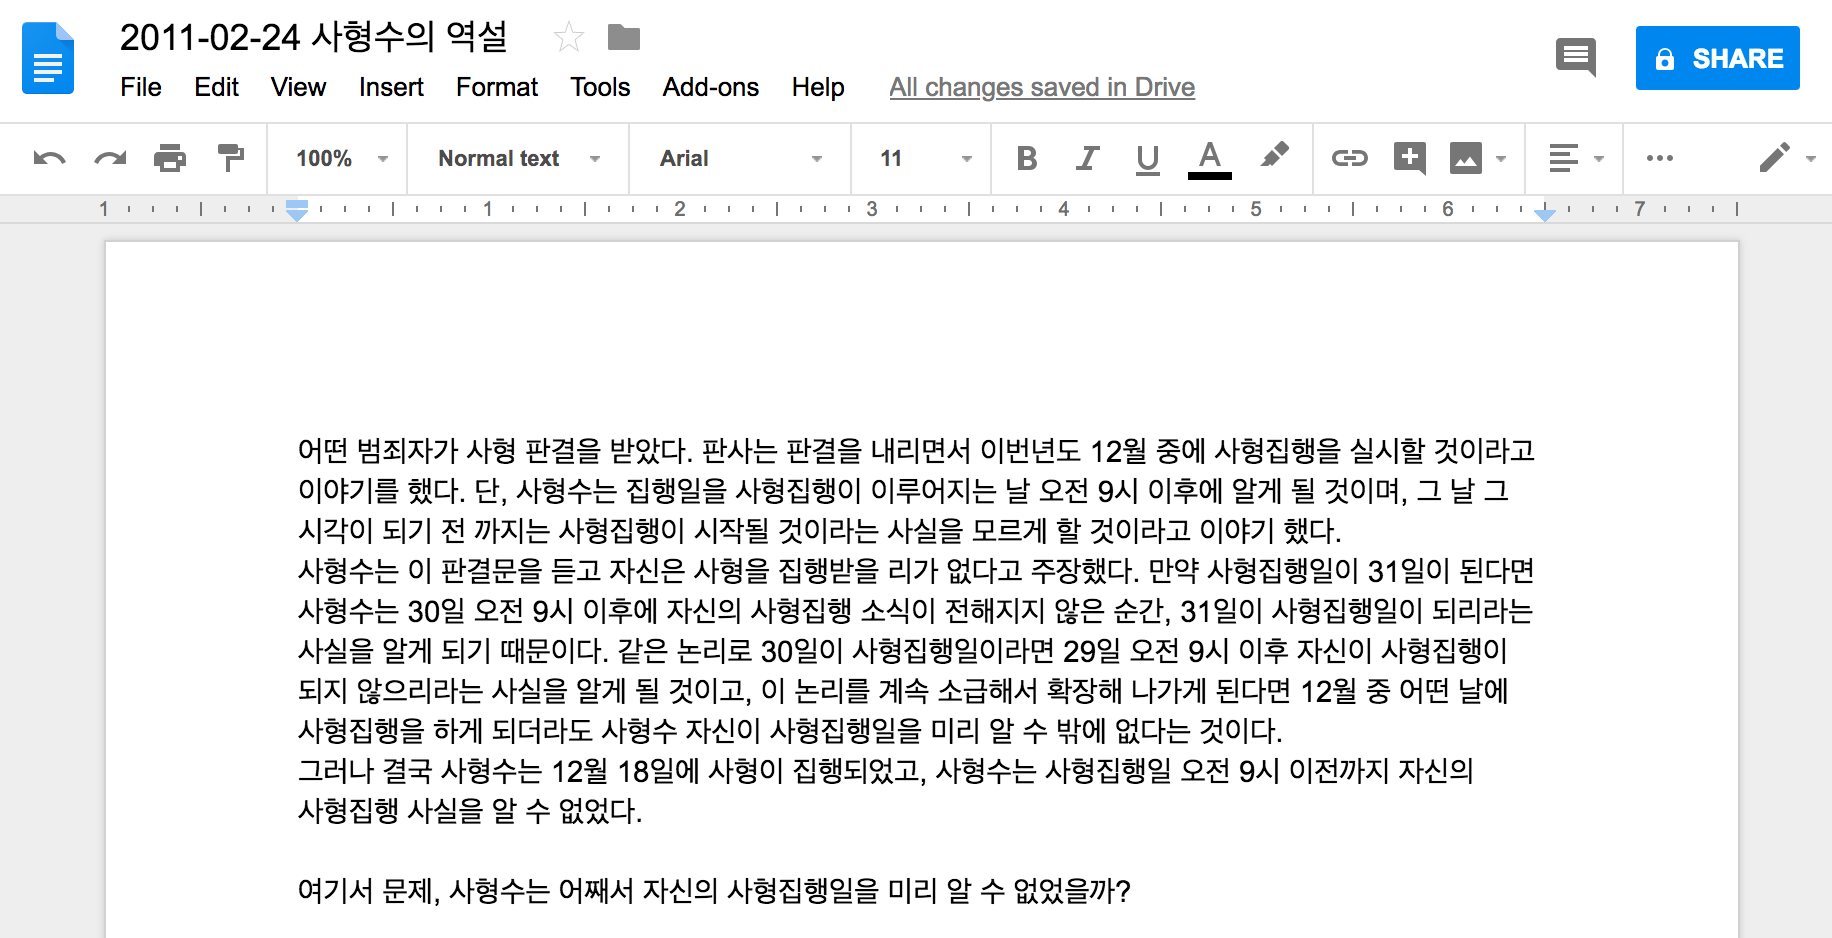 2011-02-24 사형수의 역설
File Edit View Insert Format Tools Add-ons Help All changes saved in Drive
SHARE
100% Normal text Arial 11 B I U A
1 1 2 3 4 5 6 7
어떤 범죄자가 사형 판결을 받았다. 판사는 판결을 내리면서 이번년도 12월 중에 사형집행을 실시할 것이라고
이야기를 했다. 단, 사형수는 집행일을 사형집행이 이루어지는 날 오전 9시 이후에 알게 될 것이며, 그 날 그
시각이 되기 전 까지는 사형집행이 시작될 것이라는 사실을 모르게 할 것이라고 이야기 했다.
사형수는 이 판결문을 듣고 자신은 사형을 집행받을 리가 없다고 주장했다. 만약 사형집행일이 31일이 된다면
사형수는 30일 오전 9시 이후에 자신의 사형집행 소식이 전해지지 않은 순간, 31일이 사형집행일이 되리라는
사실을 알게 되기 때문이다. 같은 논리로 30일이 사형집행일이라면 29일 오전 9시 이후 자신이 사형집행이
되지 않으리라는 사실을 알게 될 것이고, 이 논리를 계속 소급해서 확장해 나가게 된다면 12월 중 어떤 날에
사형집행을 하게 되더라도 사형수 자신이 사형집행일을 미리 알 수 밖에 없다는 것이다.
그러나 결국 사형수는 12월 18일에 사형이 집행되었고, 사형수는 사형집행일 오전 9시 이전까지 자신의
사형집행 사실을 알 수 없었다.
여기서 문제, 사형수는 어째서 자신의 사형집행일을 미리 알 수 없었을까?